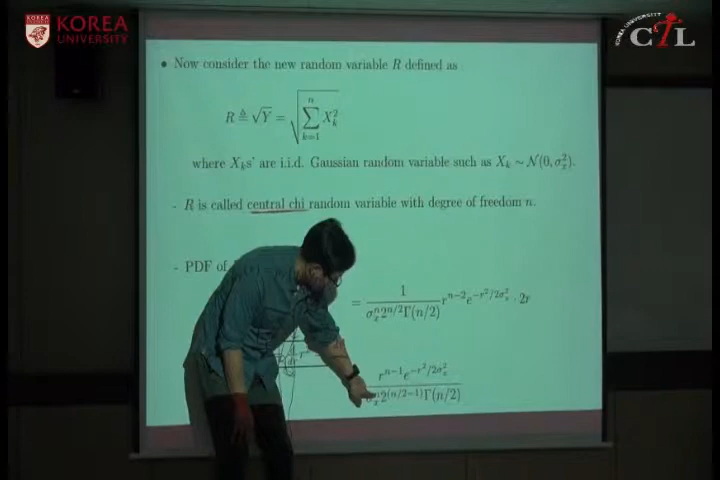 KOREA
UNIVERSITY
KOREA UNIVERSITY
CTL
• Now consider the new random variable R defined as
R ≜ √Y = √(∑_{k=1}^{n} X_k^2)
where X_ks' are i.i.d. Gaussian random variable such as X_k ∼ N(0, σ_x^2).
- R is called central chi random variable with degree of freedom n.
- PDF of
= 1/(σ_x^n 2^{n/2} Γ(n/2)) r^{n-2} e^{-r^2/2σ_x^2} · 2r
r^{n-1} e^{-r^2/2σ_x^2}/(σ_x^n 2^{(n/2-1)} Γ(n/2))